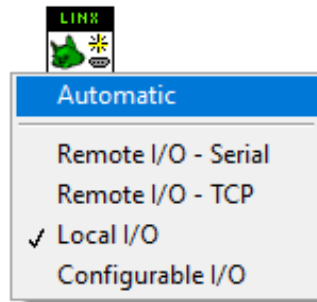 LINX
Automatic
Remote I/O - Serial
Remote I/O - TCP
Local I/O
Configurable I/O